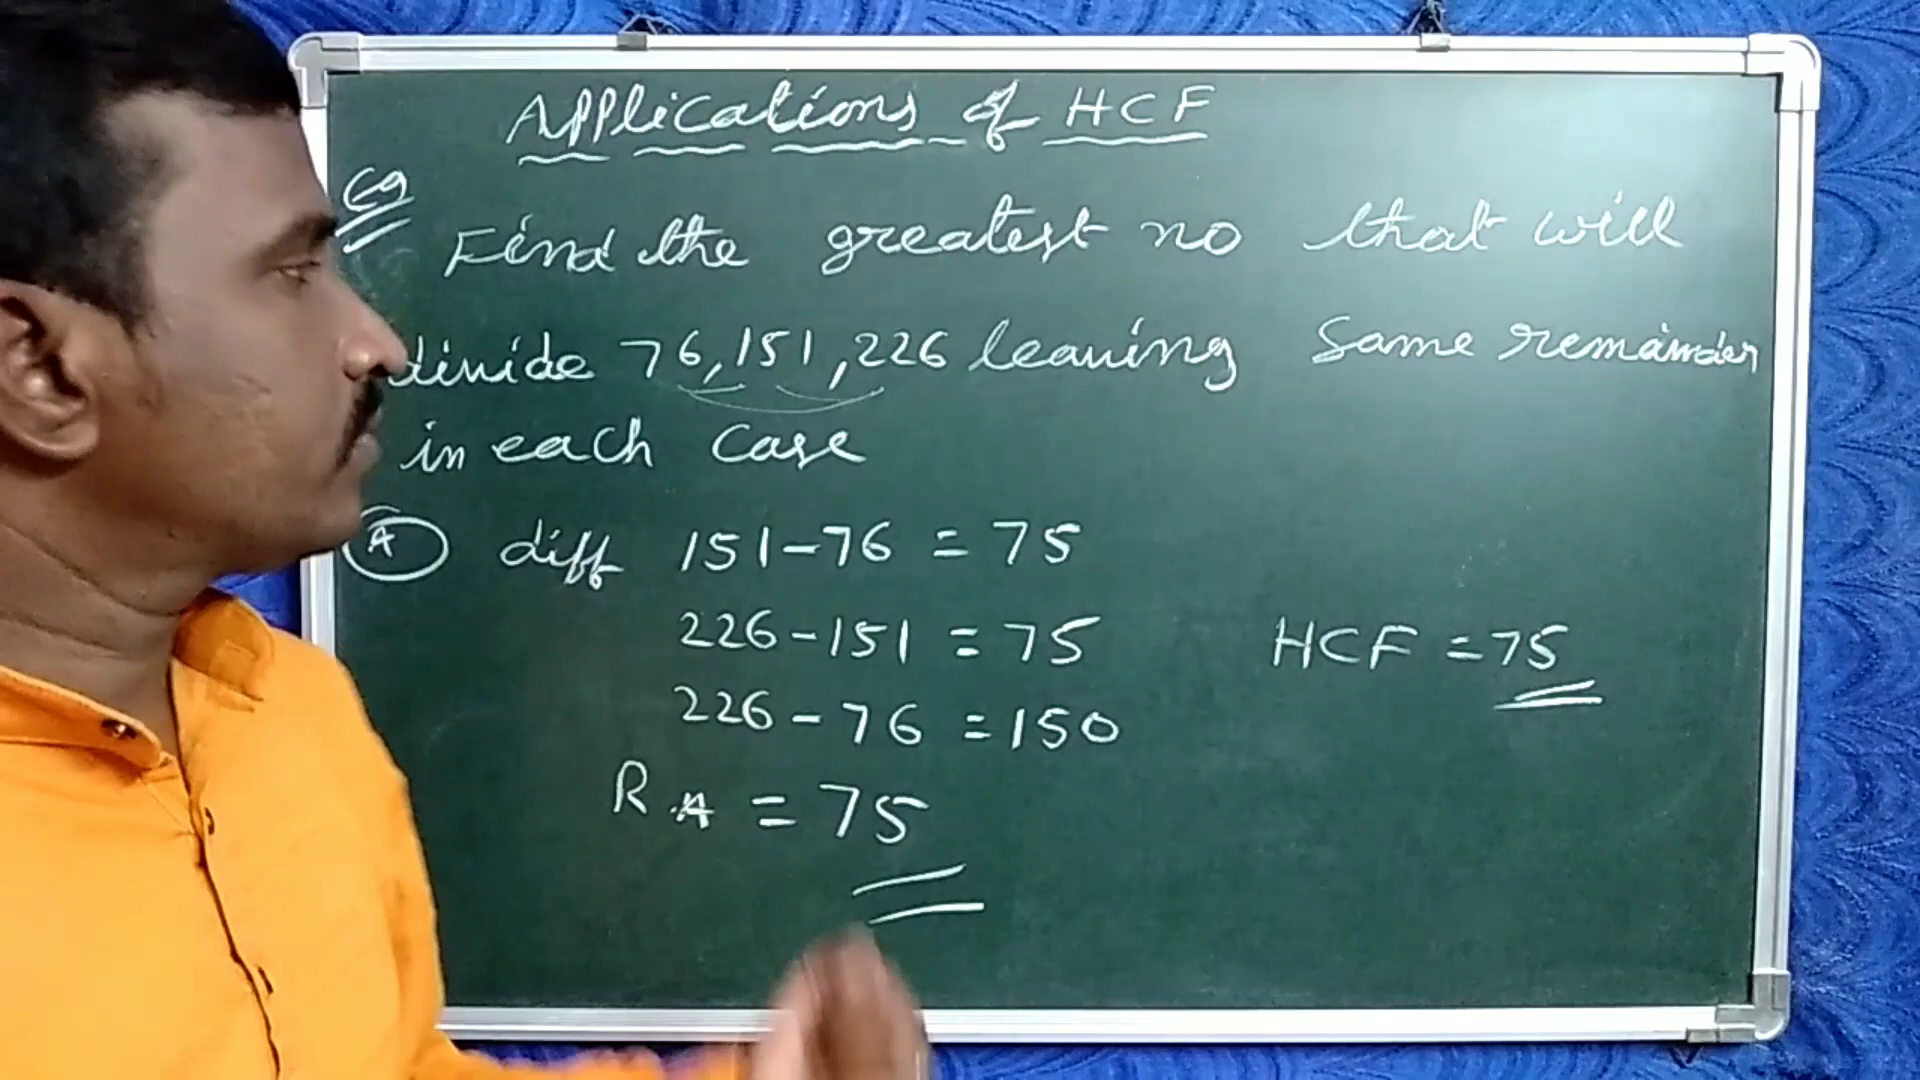 Applications of HCF
Eg
Find the greatest no that will
divide 76,151,226 leaving Same remainder
in each case
A diff 151-76 = 75
226-151 = 75
HCF = 75
226-76 = 150
R.A = 75